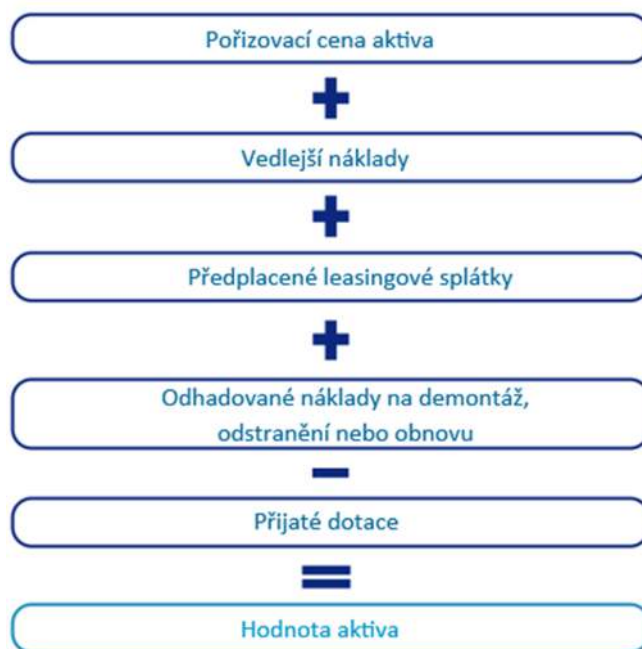 Pořizovací cena aktiva
+
Vedlejší náklady
+
Předplacené leasingové splátky
+
Odhadované náklady na demontáž,
odstranění nebo obnovu
-
Přijaté dotace
=
Hodnota aktiva